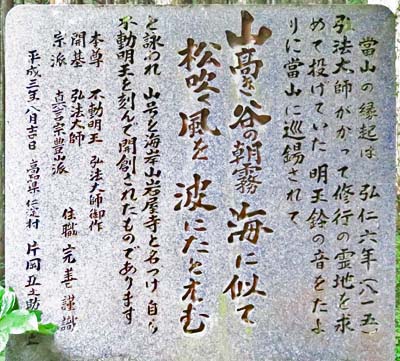 當山の縁起は 弘仁六年(八一五)
弘法大師がかって修行の霊地を求
めて投げていた明王鈴の音をたよ
りに當山に巡錫されて
山高き谷の朝霧 海に似て
松吹く風を 波にたとえむ
と詠われ 山号を海岸山岩屋寺と名つけ 自ら
不動明王を刻んで開創されたものであります
本尊 不動明王 弘法大師御作
開基 弘法大師
宗派 真言宗豊山派 住職 完善 謹識
平成三年八月吉日 高知県仁淀村 片岡